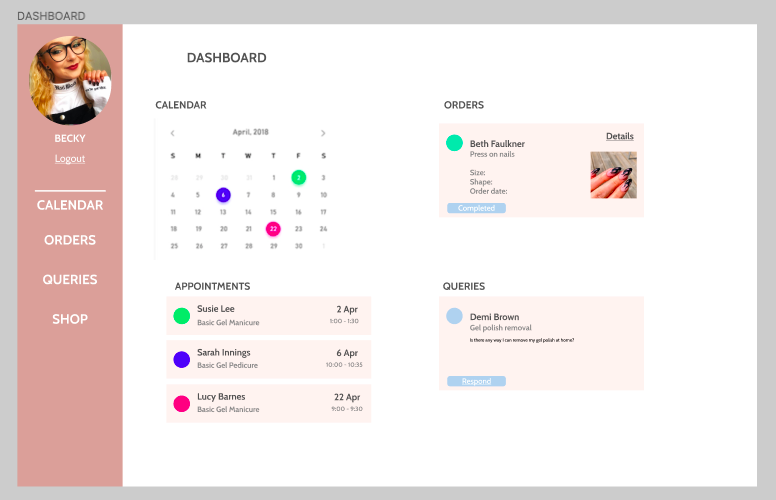 DASHBOARD
BECKY
Logout
CALENDAR
ORDERS
QUERIES
SHOP
DASHBOARD
CALENDAR
April, 2018
S M T W T F S
28 29 30 31 1 2 3
4 5 6 7 8 9 10
11 12 13 14 15 16 17
18 19 20 21 22 23 24
25 26 27 28 29 30 1
APPOINTMENTS
Susie Lee 2 Apr
Basic Gel Manicure 1:00 - 1:30
Sarah Innings 6 Apr
Basic Gel Pedicure 10:00 - 10:35
Lucy Barnes 22 Apr
Basic Gel Manicure 9:00 - 9:30
ORDERS
Details
Beth Faulkner
Press on nails
Size:
Shape:
Order date:
Completed
QUERIES
Demi Brown
Gel polish removal
Is there any way I can remove my gel polish at home?
Respond